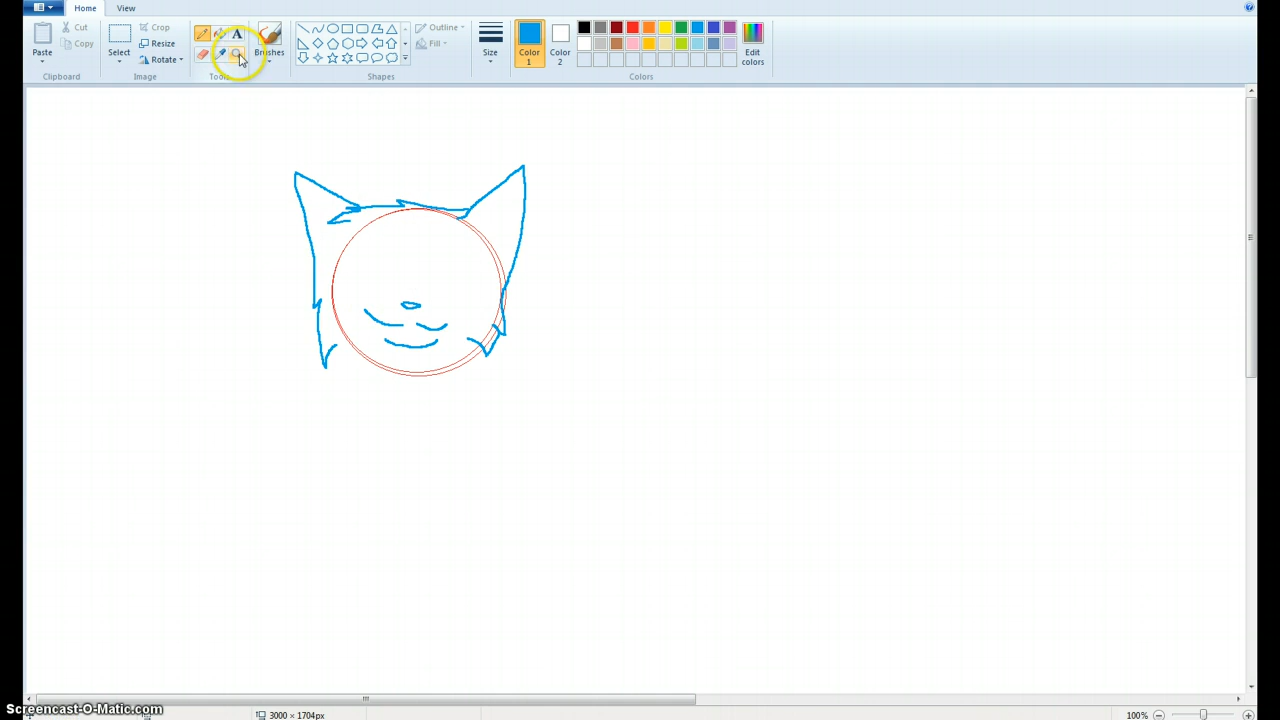 Home View
Paste
Cut
Copy
Clipboard
Select
Crop
Resize
Rotate
Image
A
Tools
Brushes
Shapes
Outline
Fill
Size
Color
1
Color
2
Edit
colors
Colors
Screencast-O-Matic.com
3000 × 1704px
100%